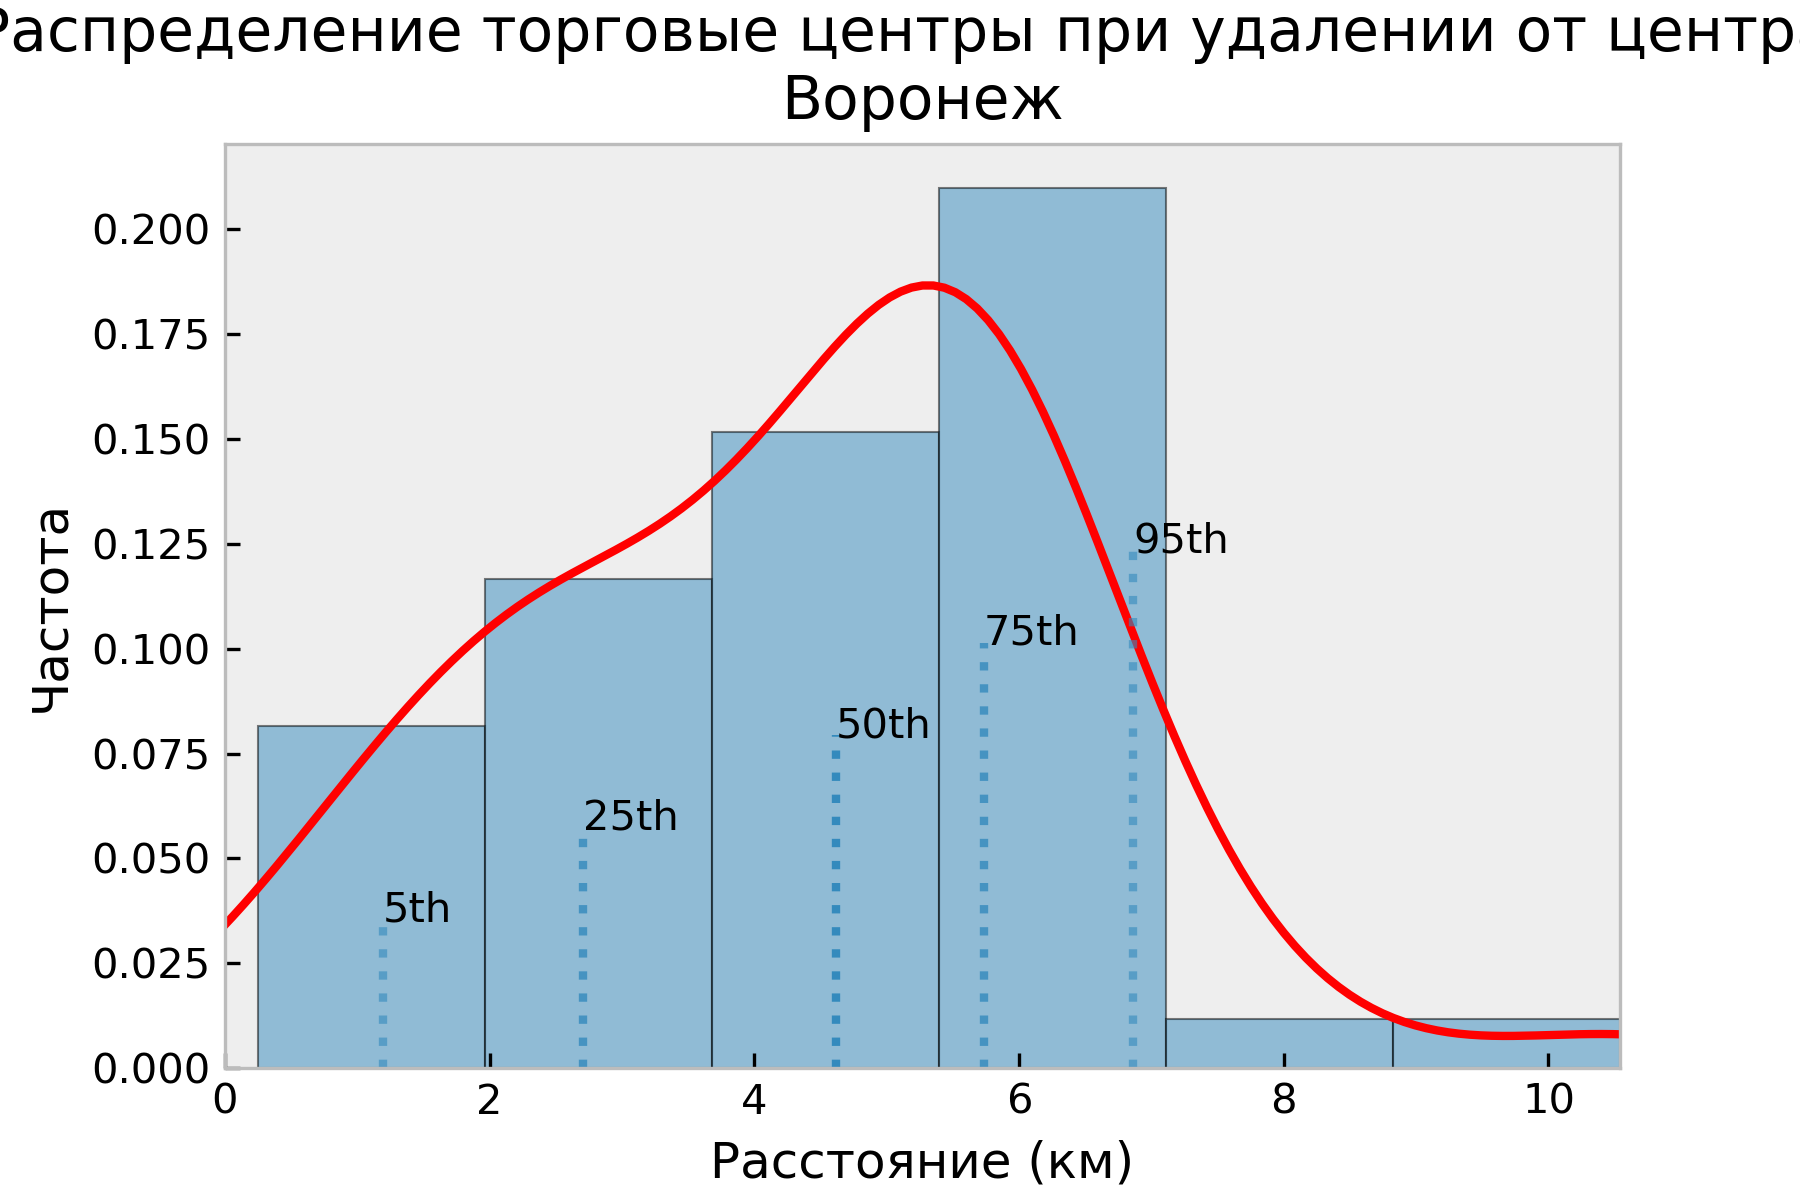 Распределение торговые центры при удалении от центра
Воронеж
0.200
0.175
0.150
0.125
0.100
0.075
0.050
0.025
0.000
Частота
5th
25th
50th
75th
95th
0 2 4 6 8 10
Расстояние (км)